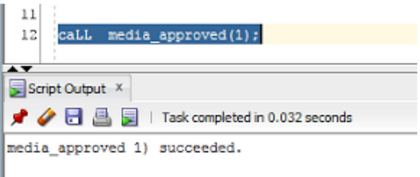 11
12 caLL media_approved(1);
Script Output x
Task completed in 0.032 seconds
media_approved 1) succeeded.